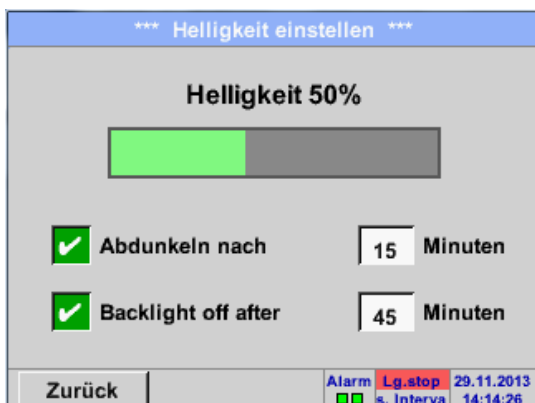 *** Helligkeit einstellen ***
Helligkeit 50%
Abdunkeln nach 15 Minuten
Backlight off after 45 Minuten
Zurück
Alarm Lg.stop 29.11.2013
s. Interva 14:14:26